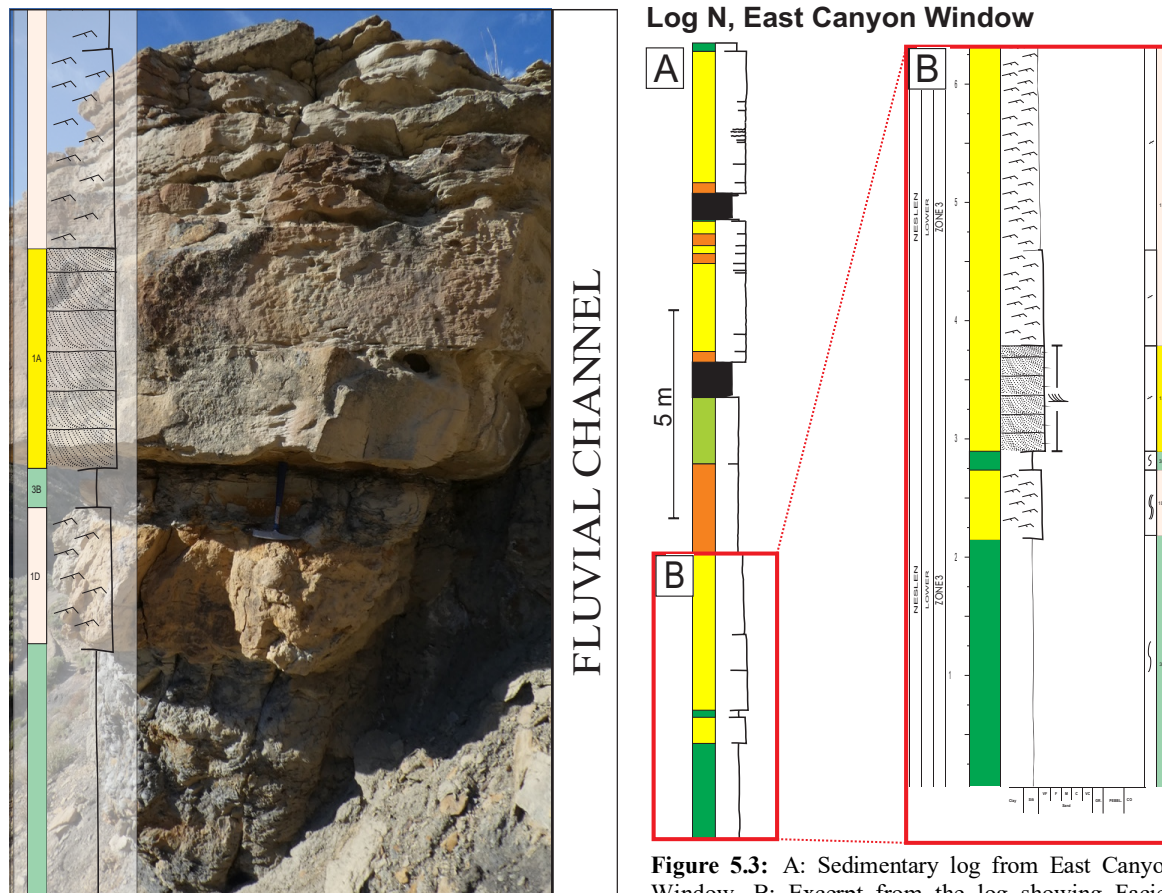 1A
3B
1D
FLUVIAL CHANNEL
Log N, East Canyon Window
A
5 m
B
B
6
5
4
3
2
1
NESLEN
LOWER
ZONE 3
NESLEN
LOWER
ZONE 3
Clay
Silt
VF
F
M
C
VC
Sand
GR
PEBBL
CO
Figure 5.3: A: Sedimentary log from East Canyo
Window. B: Excerpt from the log showing Facie